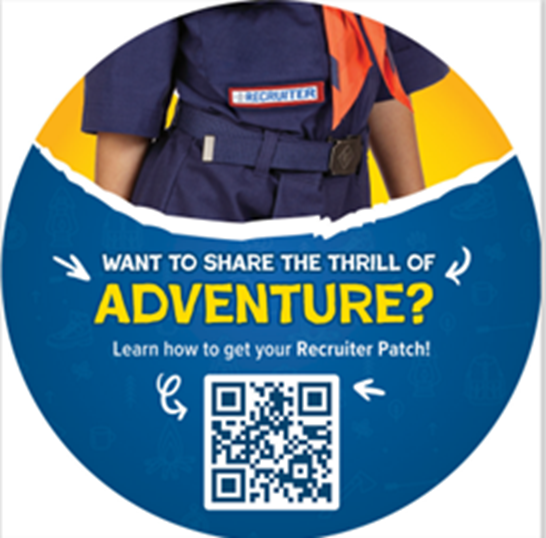 RECRUITER
WANT TO SHARE THE THRILL OF
ADVENTURE?
Learn how to get your Recruiter Patch!